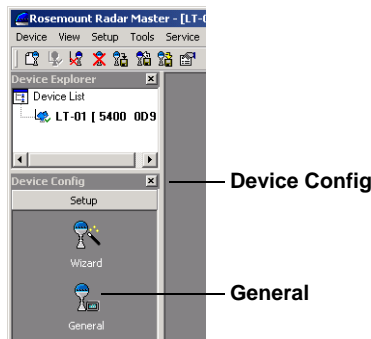 Rosemount Radar Master - [LT-0
Device View Setup Tools Service
Device Explorer
Device List
LT-01 [ 5400 0D9
Device Config
Device Config
Setup
Wizard
General
General